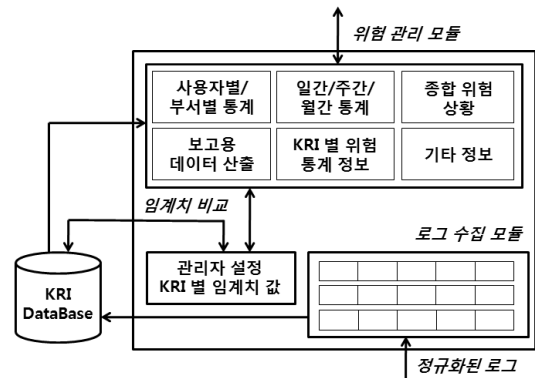 위험 관리 모듈
사용자별/
부서별 통계
일간/주간/
월간 통계
종합 위험
상황
보고용
데이터 산출
KRI 별 위험
통계 정보
기타 정보
임계치 비교
로그 수집 모듈
관리자 설정
KRI 별 임계치 값
KRI
DataBase
정규화된 로그